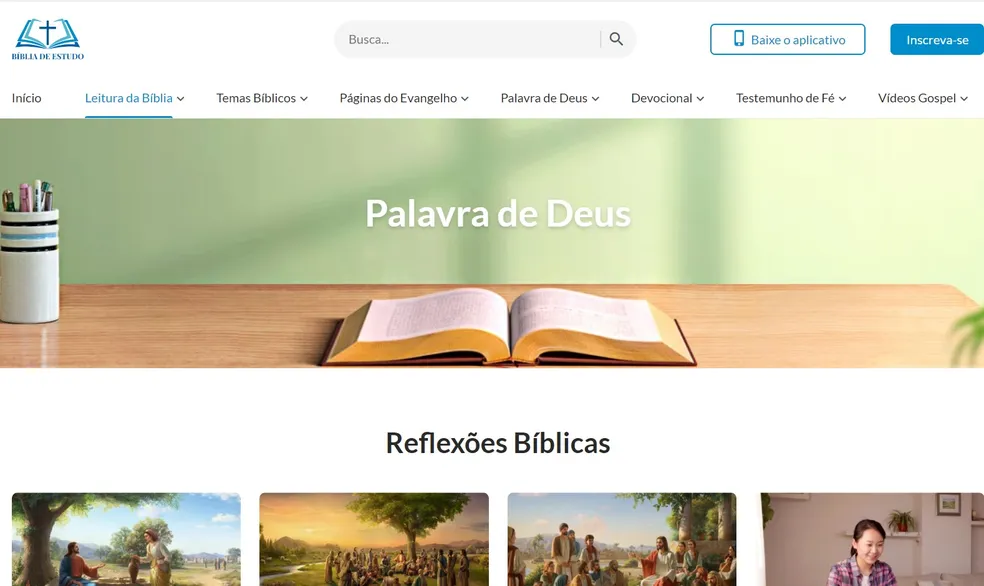 BÍBLIA DE ESTUDO
Busca...
Baixe o aplicativo
Inscreva-se
Início
Leitura da Bíblia
Temas Bíblicos
Páginas do Evangelho
Palavra de Deus
Devocional
Testemunho de Fé
Vídeos Gospel
Palavra de Deus
Reflexões Bíblicas